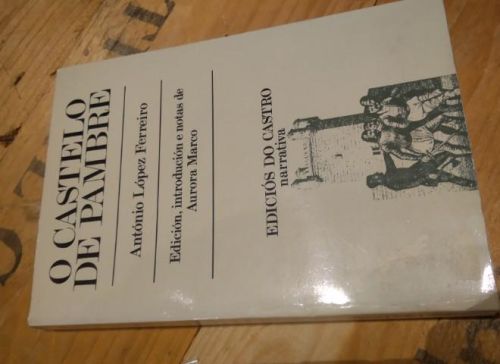 O CASTELO
DE PAMBRE
António López Ferreiro
Edición, introdución e notas de
Aurora Marco
EDICIÓS DO CASTRO
narrativa